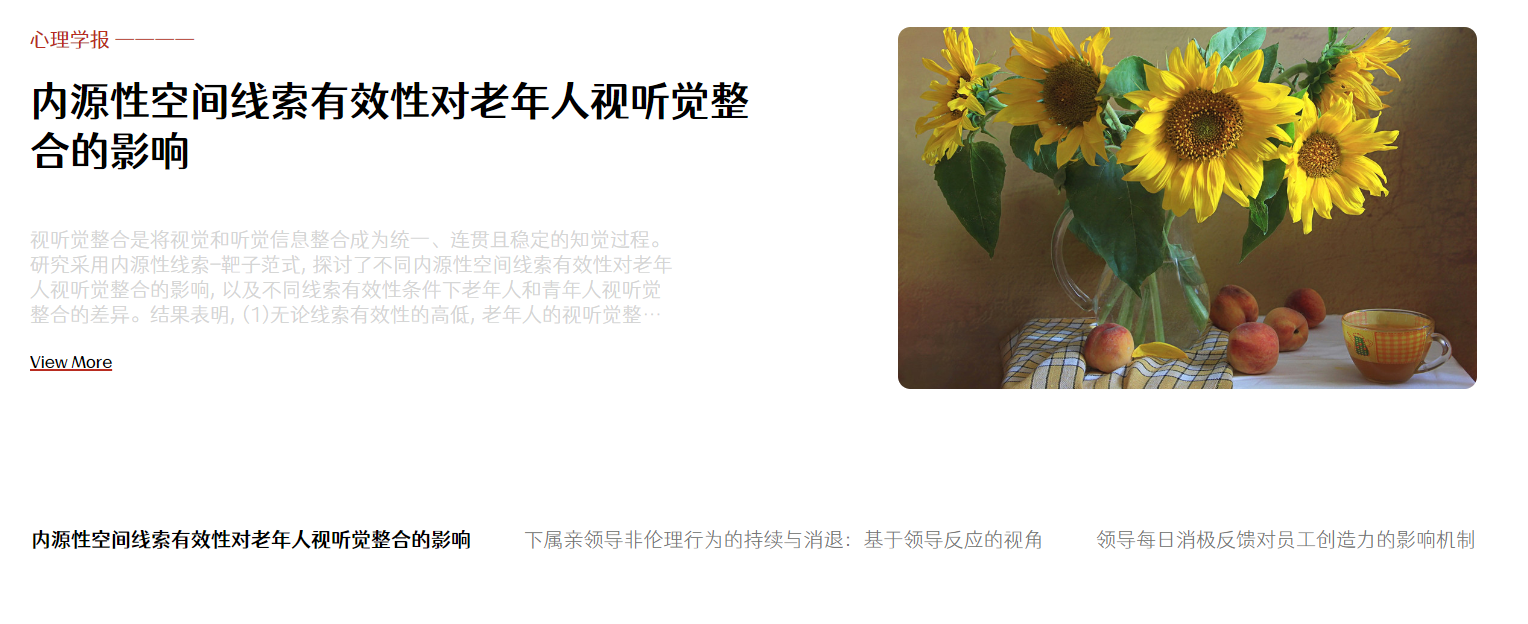 心理学报 ————
内源性空间线索有效性对老年人视听觉整
合的影响
视听觉整合是将视觉和听觉信息整合成为统一、连贯且稳定的知觉过程。
研究采用内源性线索-靶子范式, 探讨了不同内源性空间线索有效性对老年
人视听觉整合的影响, 以及不同线索有效性条件下老年人和青年人视听觉
整合的差异。结果表明, (1)无论线索有效性的高低, 老年人的视听觉整…
View More
内源性空间线索有效性对老年人视听觉整合的影响
下属亲领导非伦理行为的持续与消退：基于领导反应的视角
领导每日消极反馈对员工创造力的影响机制